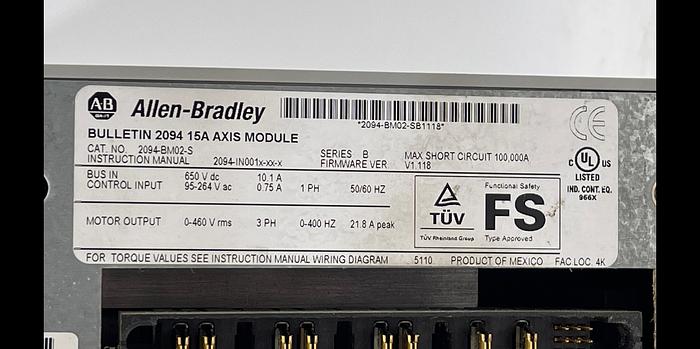 AB
Allen-Bradley
*2094-BM02-SB1118*
BULLETIN 2094 15A AXIS MODULE
CAT. NO. 2094-BM02-S SERIES B MAX SHORT CIRCUIT 100,000A
INSTRUCTION MANUAL 2094-IN001x-xx-x FIRMWARE VER. V1.118
BUS IN 650 V dc 10.1 A
CONTROL INPUT 95-264 V ac 0.75 A 1 PH 50/60 HZ
MOTOR OUTPUT 0-460 V rms 3 PH 0-400 HZ 21.8 A peak
TÜV
TÜV Rheinland Group
Functional Safety
FS
Type Approved
CE
C UL US
LISTED
IND. CONT. EQ.
966X
FOR TORQUE VALUES SEE INSTRUCTION MANUAL WIRING DIAGRAM 5110 PRODUCT OF MEXICO FAC.LOC. 4K